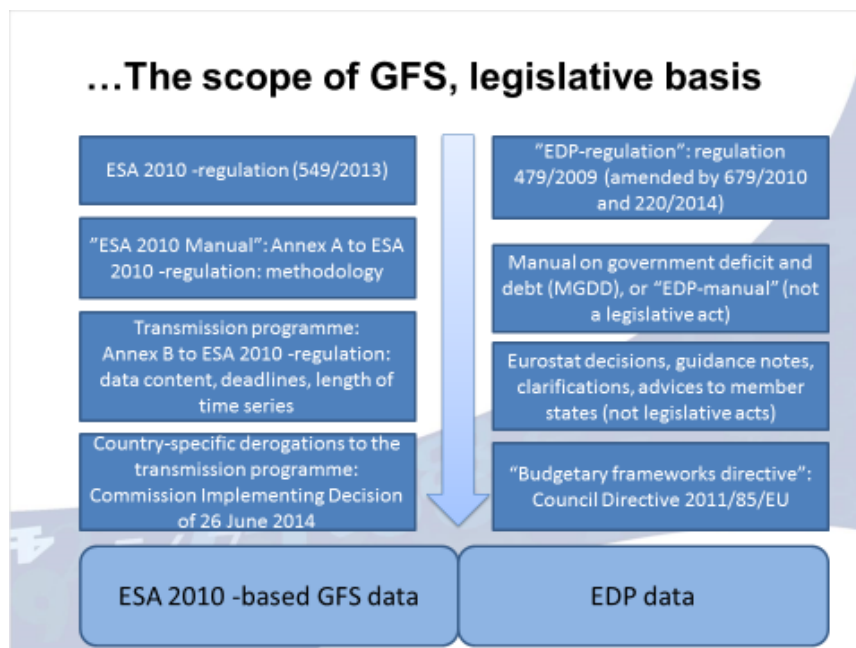 ...The scope of GFS, legislative basis
ESA 2010 -regulation (549/2013)
"ESA 2010 Manual": Annex A to ESA
2010 -regulation: methodology
Transmission programme:
Annex B to ESA 2010 -regulation:
data content, deadlines, length of
time series
Country-specific derogations to the
transmission programme:
Commission Implementing Decision
of 26 June 2014
ESA 2010 -based GFS data
"EDP-regulation": regulation
479/2009 (amended by 679/2010
and 220/2014)
Manual on government deficit and
debt (MGDD), or "EDP-manual" (not
a legislative act)
Eurostat decisions, guidance notes,
clarifications, advices to member
states (not legislative acts)
"Budgetary frameworks directive":
Council Directive 2011/85/EU
EDP data